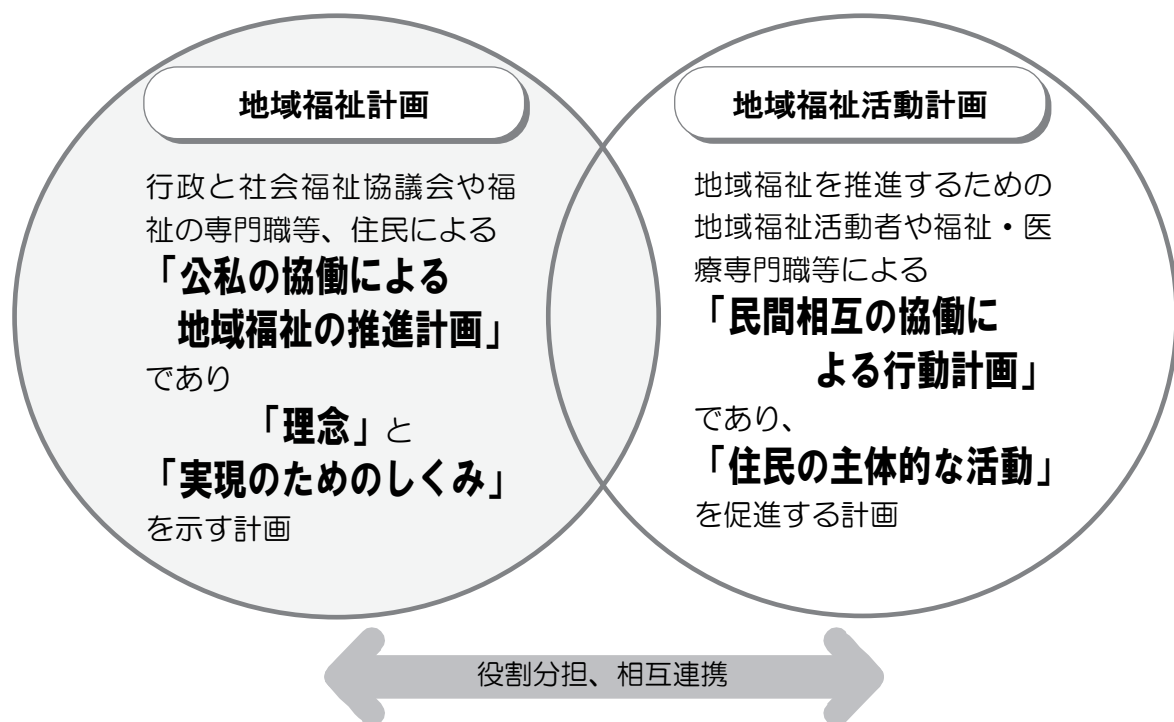 地域福祉計画
行政と社会福祉協議会や福
祉の専門職等、住民による
「公私の協働による
地域福祉の推進計画」
であり
「理念」と
「実現のためのしくみ」
を示す計画
地域福祉活動計画
地域福祉を推進するための
地域福祉活動者や福祉・医
療専門職等による
「民間相互の協働に
よる行動計画」
であり、
「住民の主体的な活動」
を促進する計画
役割分担、相互連携